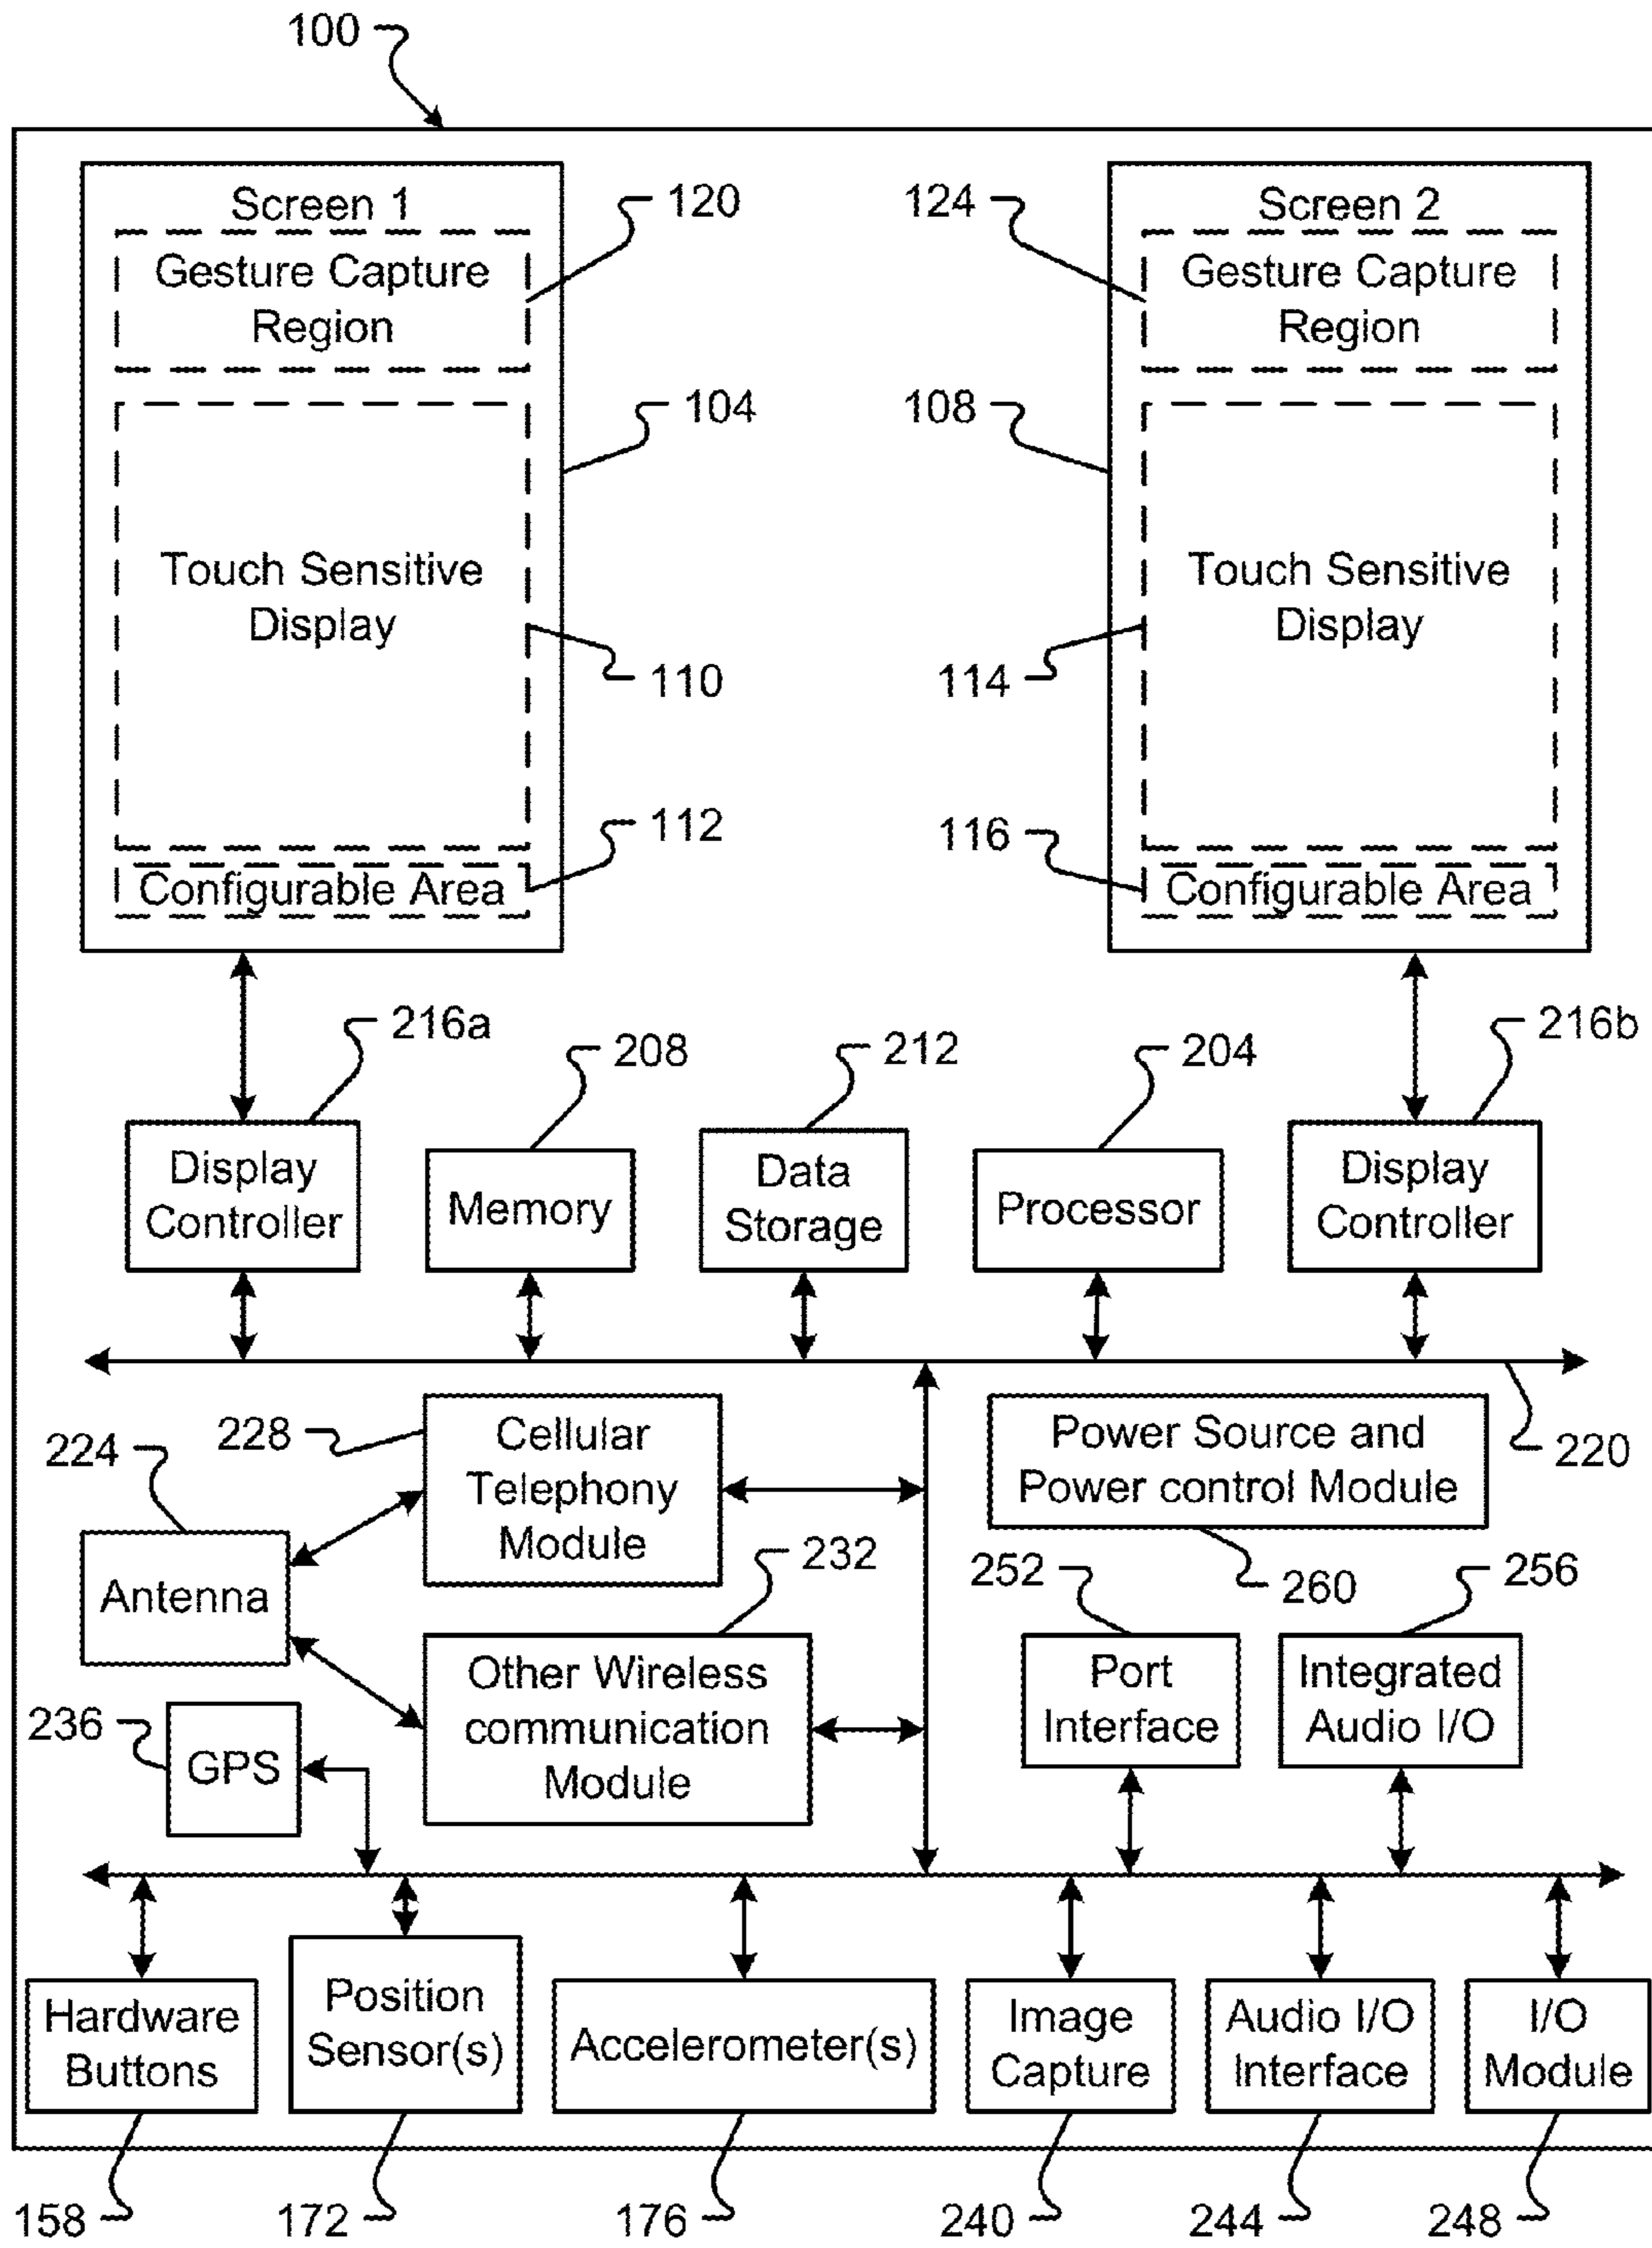 100
Screen 1
120
124
Screen 2
Gesture Capture
Region
Gesture Capture
Region
104
108
Touch Sensitive
Display
Touch Sensitive
Display
110
114
112
116
Configurable Area
Configurable Area
216a
208
212
204
216b
Display
Controller
Memory
Data
Storage
Processor
Display
Controller
228
Cellular
Telephony
Module
Power Source and
Power control Module
220
224
Antenna
232
252
260
256
Other Wireless
communication
Module
Port
Interface
Integrated
Audio I/O
236
GPS
Hardware
Buttons
Position
Sensor(s)
Accelerometer(s)
Image
Capture
Audio I/O
Interface
I/O
Module
158
172
176
240
244
248